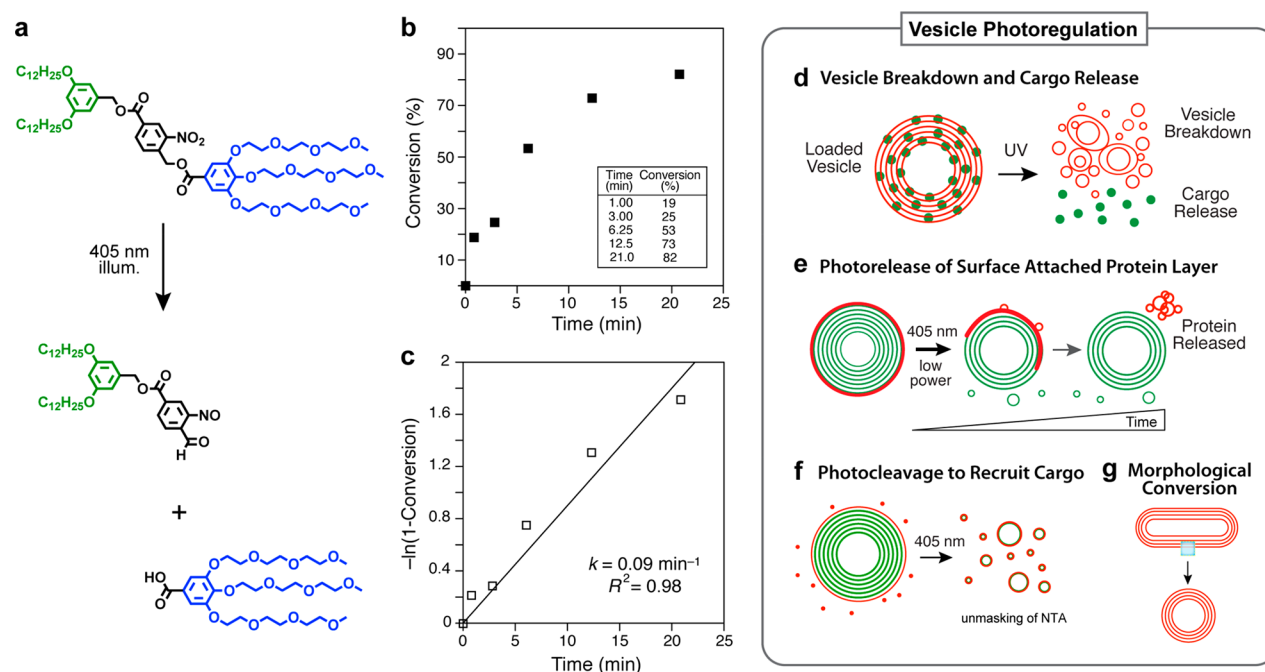 a
C12H25O
C12H25O
O
O
NO2
O
O
O
O
O
O
O
O
O
O
O
O
O
O
405 nm
illum.
C12H25O
C12H25O
O
O
NO
O
H
+
HO
O
O
O
O
O
O
O
O
O
O
O
O
O
O
b
Conversion (%)
90
70
50
30
10
0 5 10 15 20 25
Time (min)
Time Conversion
(min) (%)
1.00 19
3.00 25
6.25 53
12.5 73
21.0 82
c
–ln(1-Conversion)
2
1.6
1.2
0.8
0.4
0
0 5 10 15 20 25
k = 0.09 min–1
R2 = 0.98
Time (min)
Vesicle Photoregulation
d Vesicle Breakdown and Cargo Release
Loaded
Vesicle
UV
Vesicle
Breakdown
Cargo
Release
e Photorelease of Surface Attached Protein Layer
405 nm
low
power
Protein
Released
Time
f Photocleavage to Recruit Cargo
405 nm
unmasking of NTA
g Morphological
Conversion